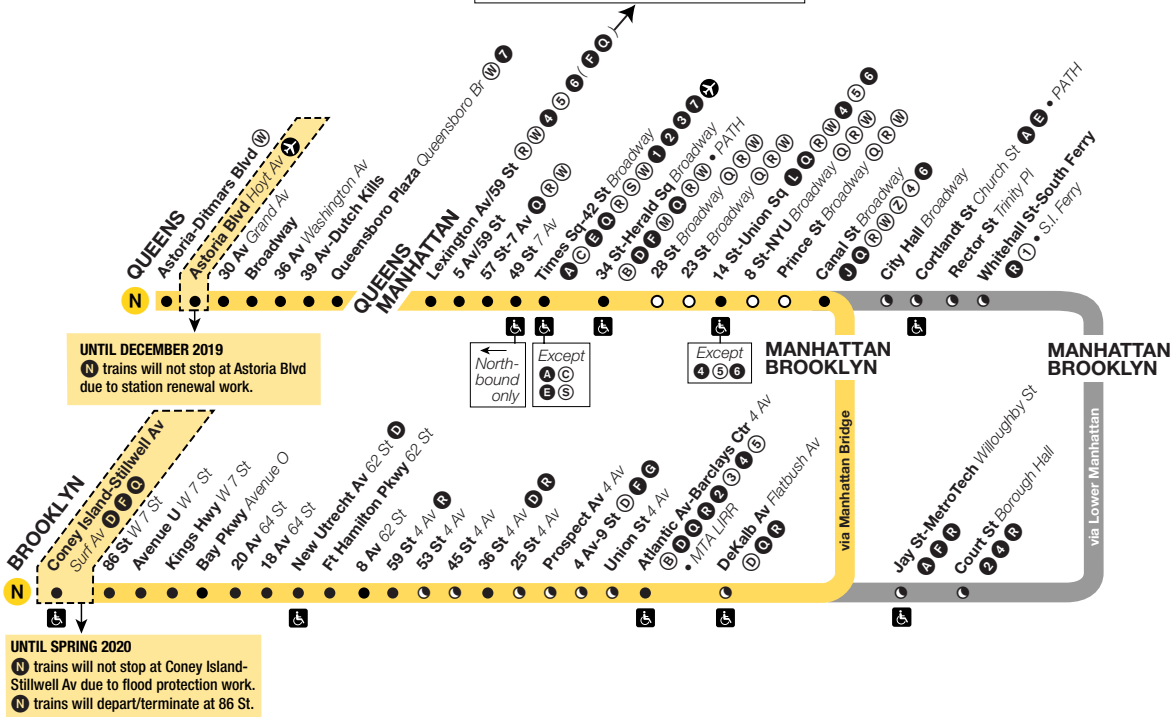 QUEENS
Astoria-Ditmars Blvd W
Astoria Blvd Hoyt Av
30 Av Grand Av
Broadway
36 Av Washington Av
39 Av-Dutch Kills
Queensboro Plaza Queensboro Br W 7
QUEENS
MANHATTAN
Lexington Av/59 St R W 4 5 6 ( F Q )
5 Av/59 St
57 St-7 Av Q R W
49 St 7 Av
Times Sq-42 St Broadway
A C E Q R S W 1 2 3 7
34 St-Herald Sq Broadway
B D F M Q R W • PATH
28 St Broadway Q R W
23 St Broadway Q R W
14 St-Union Sq L Q R W 4 5 6
8 St-NYU Broadway Q R W
Prince St Broadway Q R W
Canal St Broadway
J Q R W Z 4 6
City Hall Broadway
Cortlandt St Church St A E • PATH
Rector St Trinity Pl
Whitehall St-South Ferry
R 1 • S.I. Ferry
N
North-
bound
only
Except
A C
E S
Except
4 5 6
MANHATTAN
BROOKLYN
MANHATTAN
BROOKLYN
UNTIL DECEMBER 2019
N trains will not stop at Astoria Blvd
due to station renewal work.
via Manhattan Bridge
via Lower Manhattan
BROOKLYN
Coney Island-Stillwell Av
Surf Av D F Q
86 St W 7 St
Avenue U W 7 St
Kings Hwy W 7 St
Bay Pkwy Avenue O
20 Av 64 St
18 Av 64 St
New Utrecht Av 62 St D
Ft Hamilton Pkwy 62 St
8 Av 62 St
59 St 4 Av R
53 St 4 Av
45 St 4 Av
36 St 4 Av D R
25 St 4 Av
Prospect Av 4 Av
4 Av-9 St D F G
Union St 4 Av
Atlantic Av-Barclays Ctr 4 Av
B D Q R 2 3 4 5
• MTA LIRR
DeKalb Av Flatbush Av
D Q R
Jay St-MetroTech Willoughby St
A F R
Court St Borough Hall
2 4 R
N
UNTIL SPRING 2020
N trains will not stop at Coney Island-
Stillwell Av due to flood protection work.
N trains will depart/terminate at 86 St.